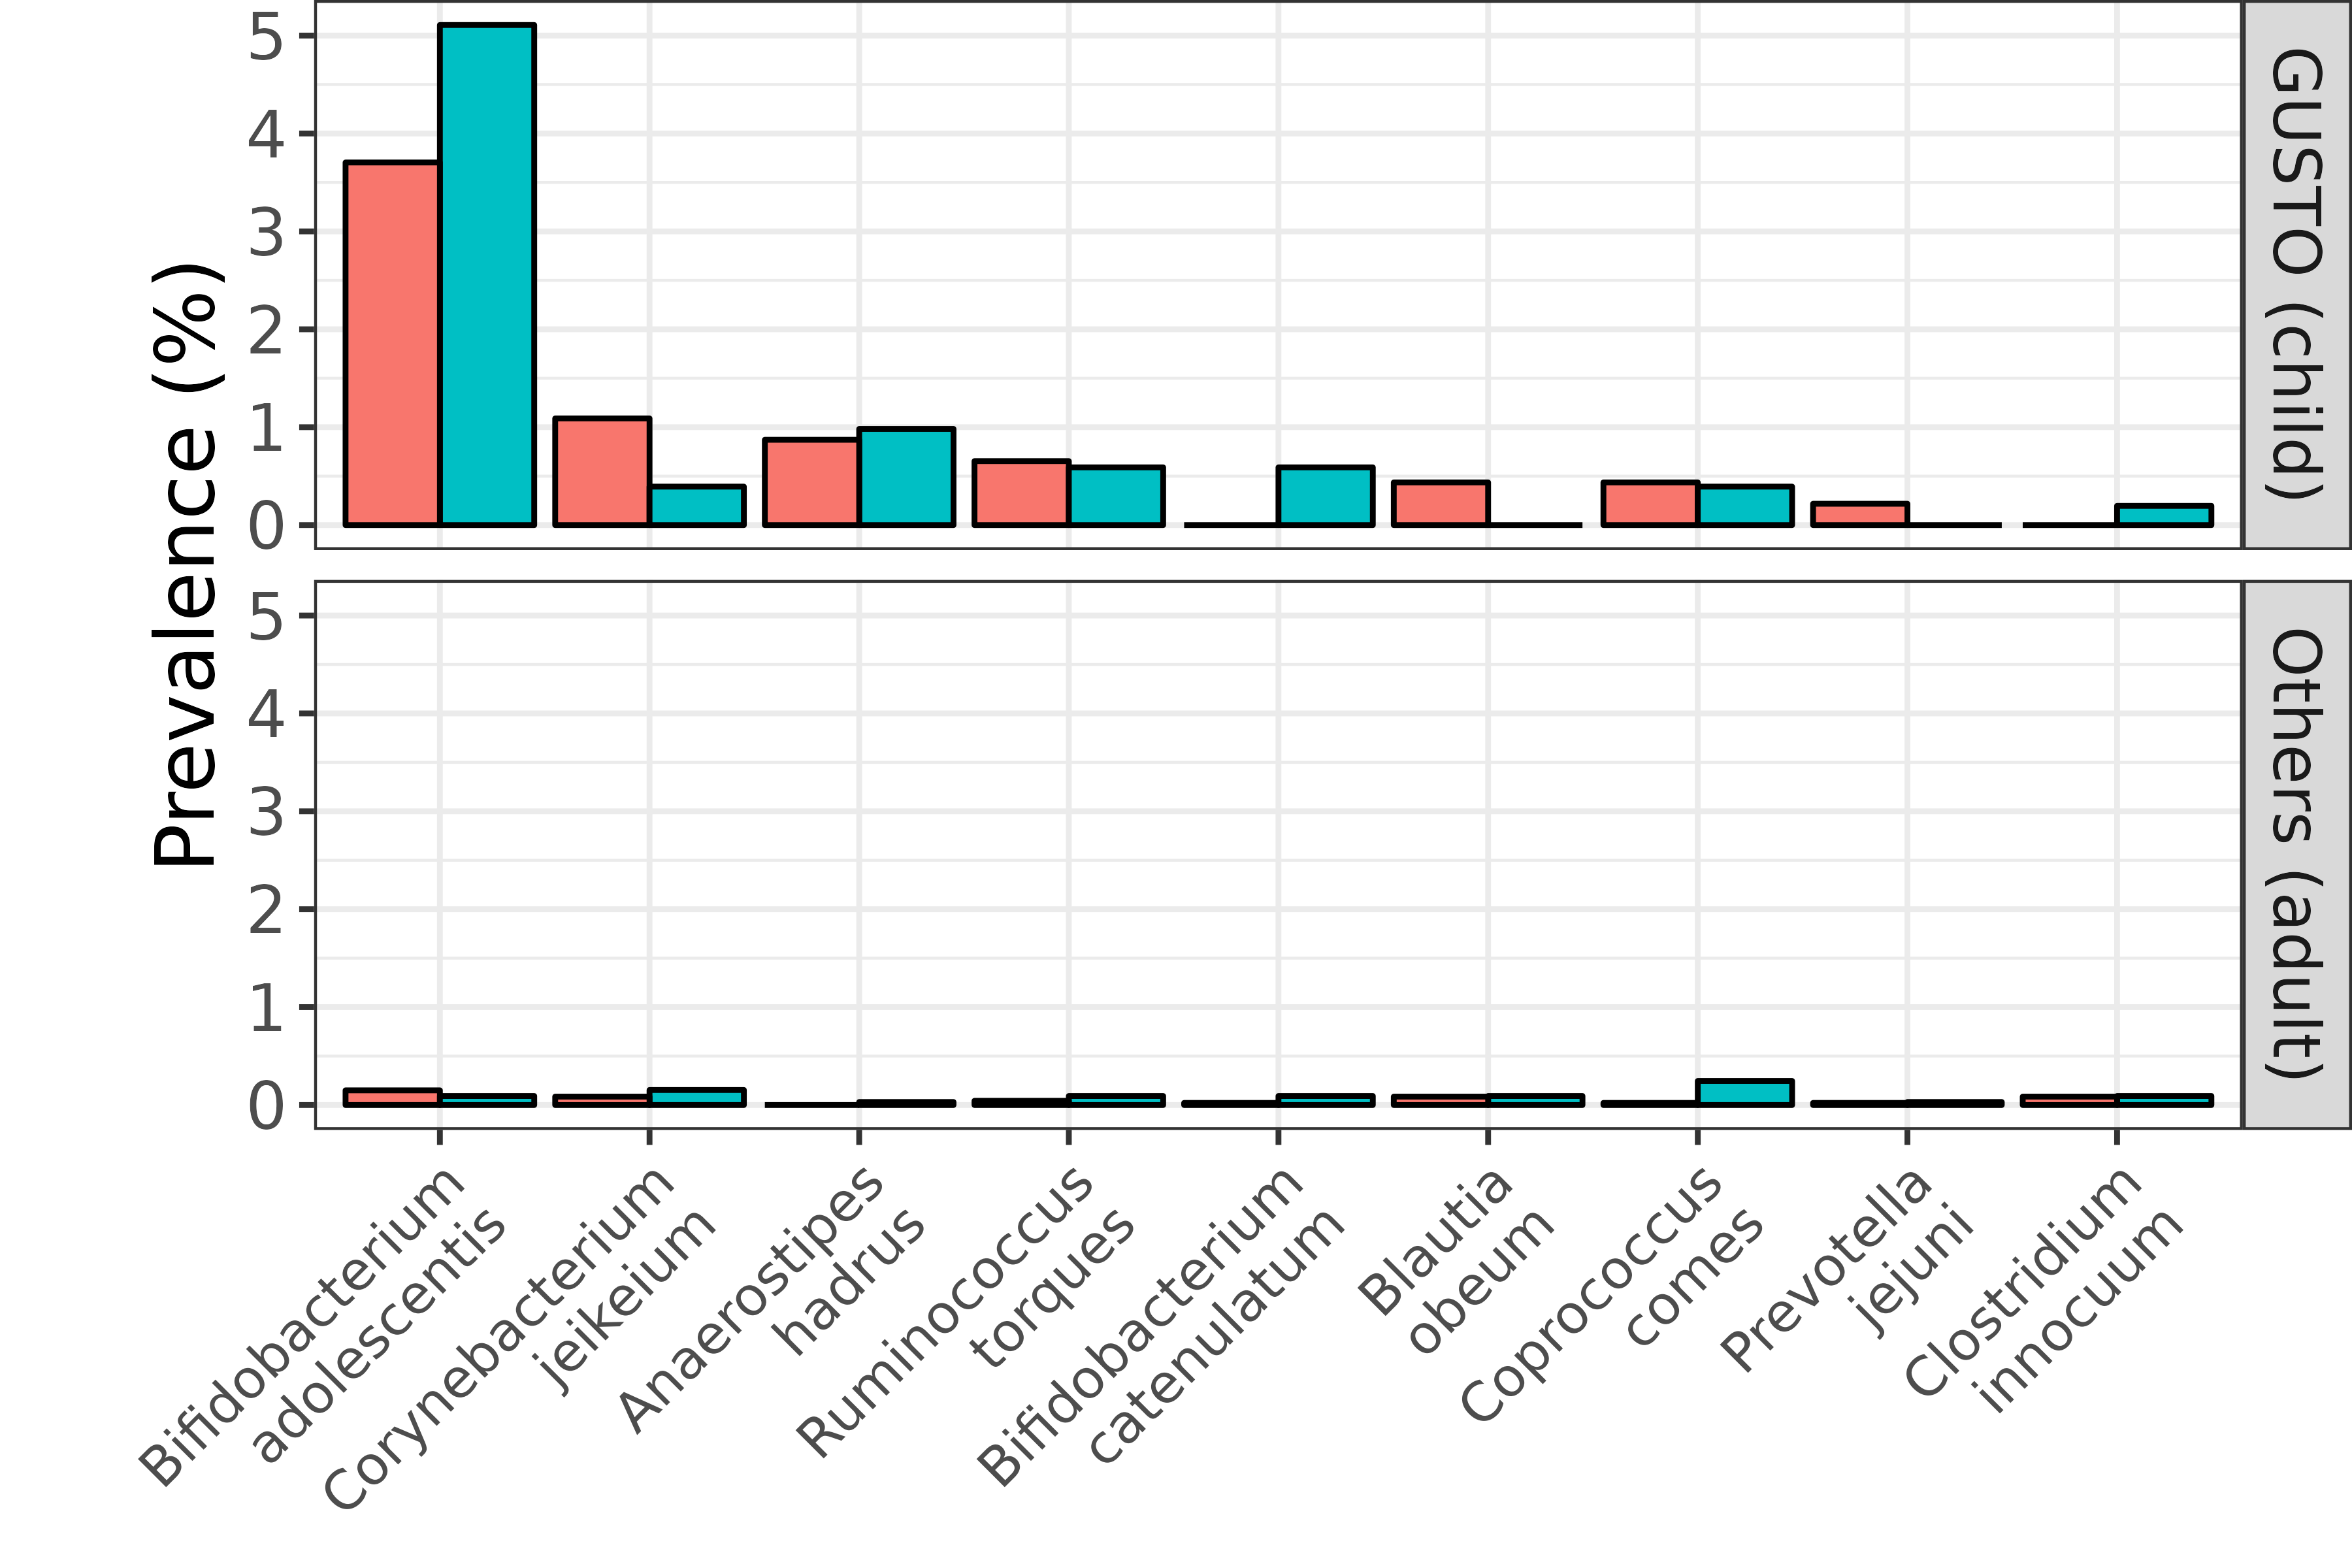 Prevalence (%)
5
4
3
2
1
0
GUSTO (child)
5
4
3
2
1
0
Others (adult)
Bifidobacterium
adolescentis
Corynebacterium
jeikeium
Anaerostipes
hadrus
Ruminococcus
torques
Bifidobacterium
catenulatum
Blautia
obeum
Coprococcus
comes
Prevotella
jejuni
Clostridium
innocuum